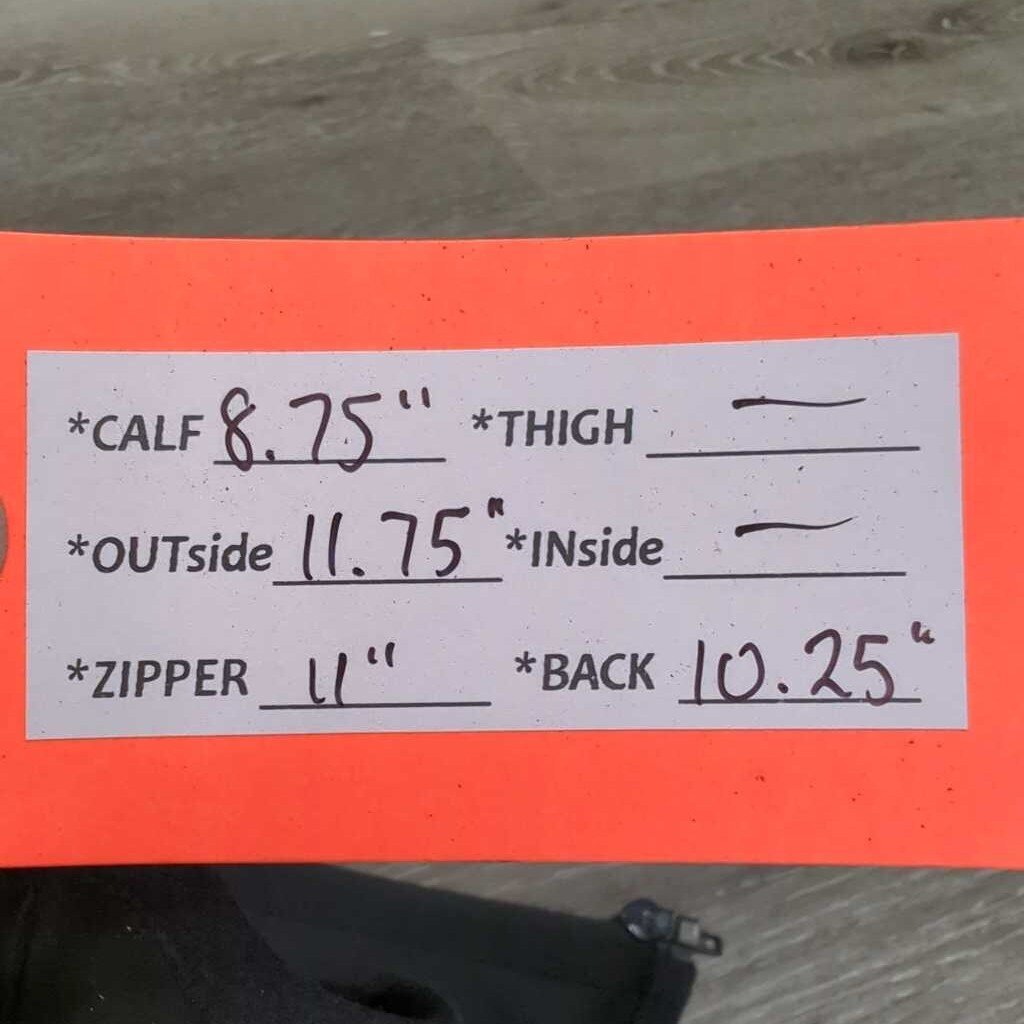 *CALF 8.75" *THIGH —
*OUTside 11.75" *INside —
*ZIPPER 11" *BACK 10.25"